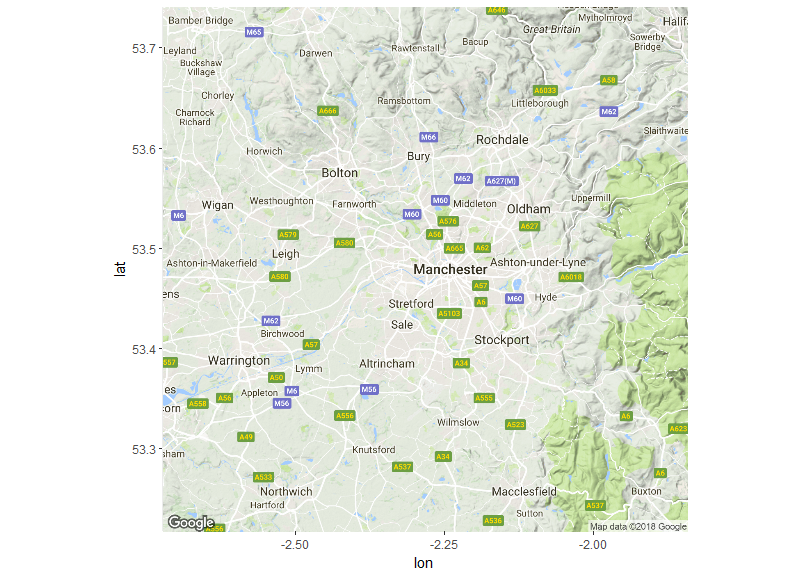 A646
Halifa
Bamber Bridge
Mytholmroyd
53.7
M65
Great British
Sowerby
Bridge
Bacup
Rawtenstall
Leyland
Darwen
Buckshaw
Village
A58
A6033
Chorley
Ramsbottom
Littleborough
A666
M62
Charnock
Richard
Slaithwaite
M66
Rochdale
53.6
Horwich
Bury
Bolton
M62
A627(M)
Uppermill
Wigan
Westhoughton
Farnworth
M60
Middleton
Oldham
M6
M60
A576
A627
A579
A56
A580
A665
A62
53.5
Leigh
Ashton-in-Makerfield
Manchester
Ashton-under-Lyne
lat
A580
A6018
A57
ens
M60
Hyde
Stretford
A6
A5103
M62
Sale
Birchwood
Stockport
53.4
A57
Warrington
557
Altrincham
A34
Lymm
A50
es
Appleton
M6
M56
A56
A555
orn
A558
M56
A556
A6
Wilmslow
A523
A623
A49
53.3
sham
Knutsford
A34
A537
A6
A533
Northwich
Macclesfield
Buxton
Hartford
A537
Sutton
Google
A556
A536
Map data ©2018 Google
-2.50
-2.25
-2.00
lon